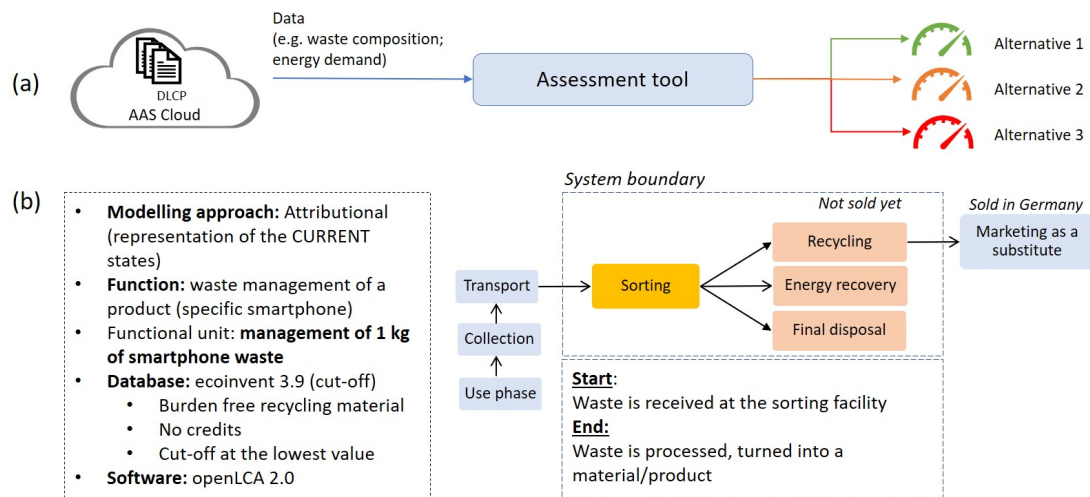 (a)
DLCP
AAS Cloud
Data
(e.g. waste composition;
energy demand)
Assessment tool
Alternative 1
Alternative 2
Alternative 3
(b)
• Modelling approach: Attributional
(representation of the CURRENT
states)
• Function: waste management of a
product (specific smartphone)
• Functional unit: management of 1 kg
of smartphone waste
• Database: ecoinvent 3.9 (cut-off)
• Burden free recycling material
• No credits
• Cut-off at the lowest value
• Software: openLCA 2.0
System boundary
Not sold yet
Sold in Germany
Use phase
Collection
Transport
Sorting
Recycling
Energy recovery
Final disposal
Marketing as a
substitute
Start:
Waste is received at the sorting facility
End:
Waste is processed, turned into a
material/product